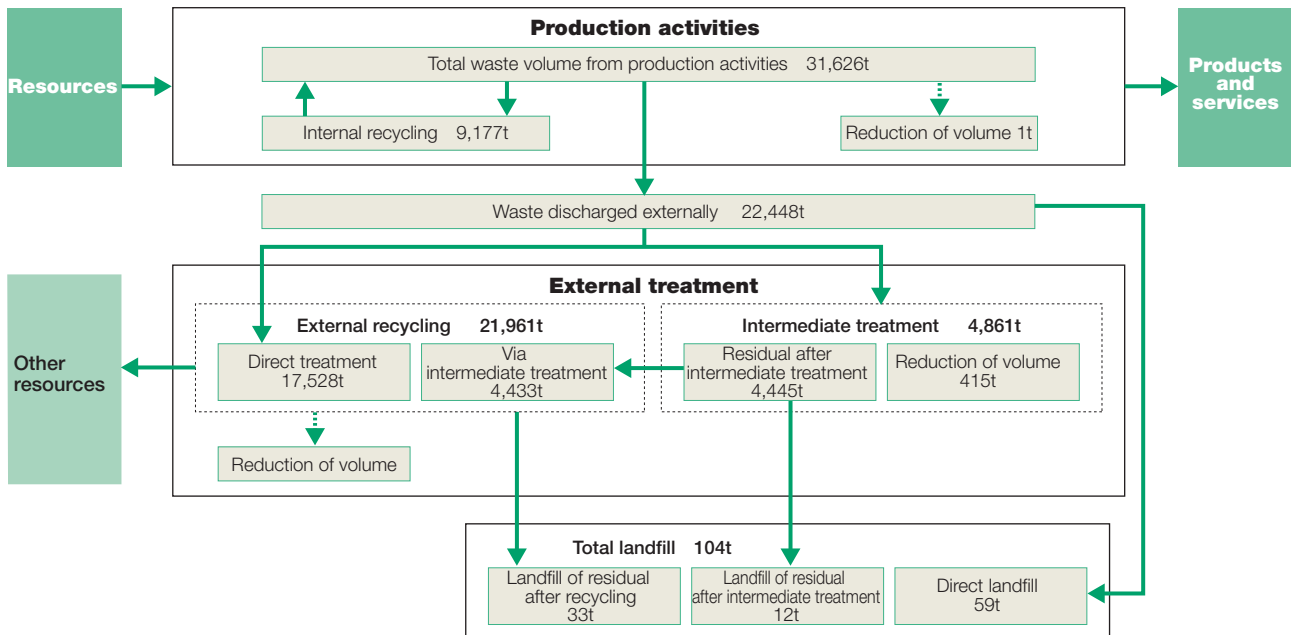 Production activities
Resources
Total waste volume from production activities 31,626t
Products
and
services
Internal recycling 9,177t
Reduction of volume 1t
Waste discharged externally 22,448t
External treatment
Other
resources
External recycling 21,961t
Direct treatment
17,528t
Via
intermediate treatment
4,433t
Intermediate treatment 4,861t
Residual after
intermediate treatment
4,445t
Reduction of volume
415t
Reduction of volume
Total landfill 104t
Landfill of residual
after recycling
33t
Landfill of residual
after intermediate treatment
12t
Direct landfill
59t